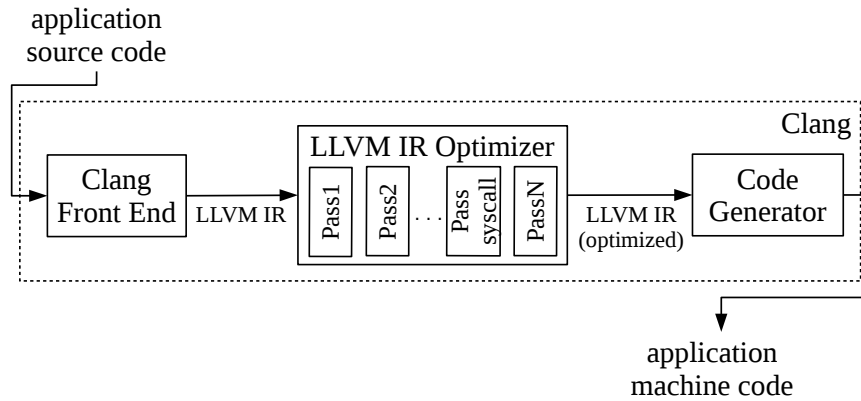 application
source code
Clang
LLVM IR Optimizer
Clang
Front End
LLVM IR
Pass1
Pass2
. . .
Pass
syscall
PassN
LLVM IR
(optimized)
Code
Generator
application
machine code